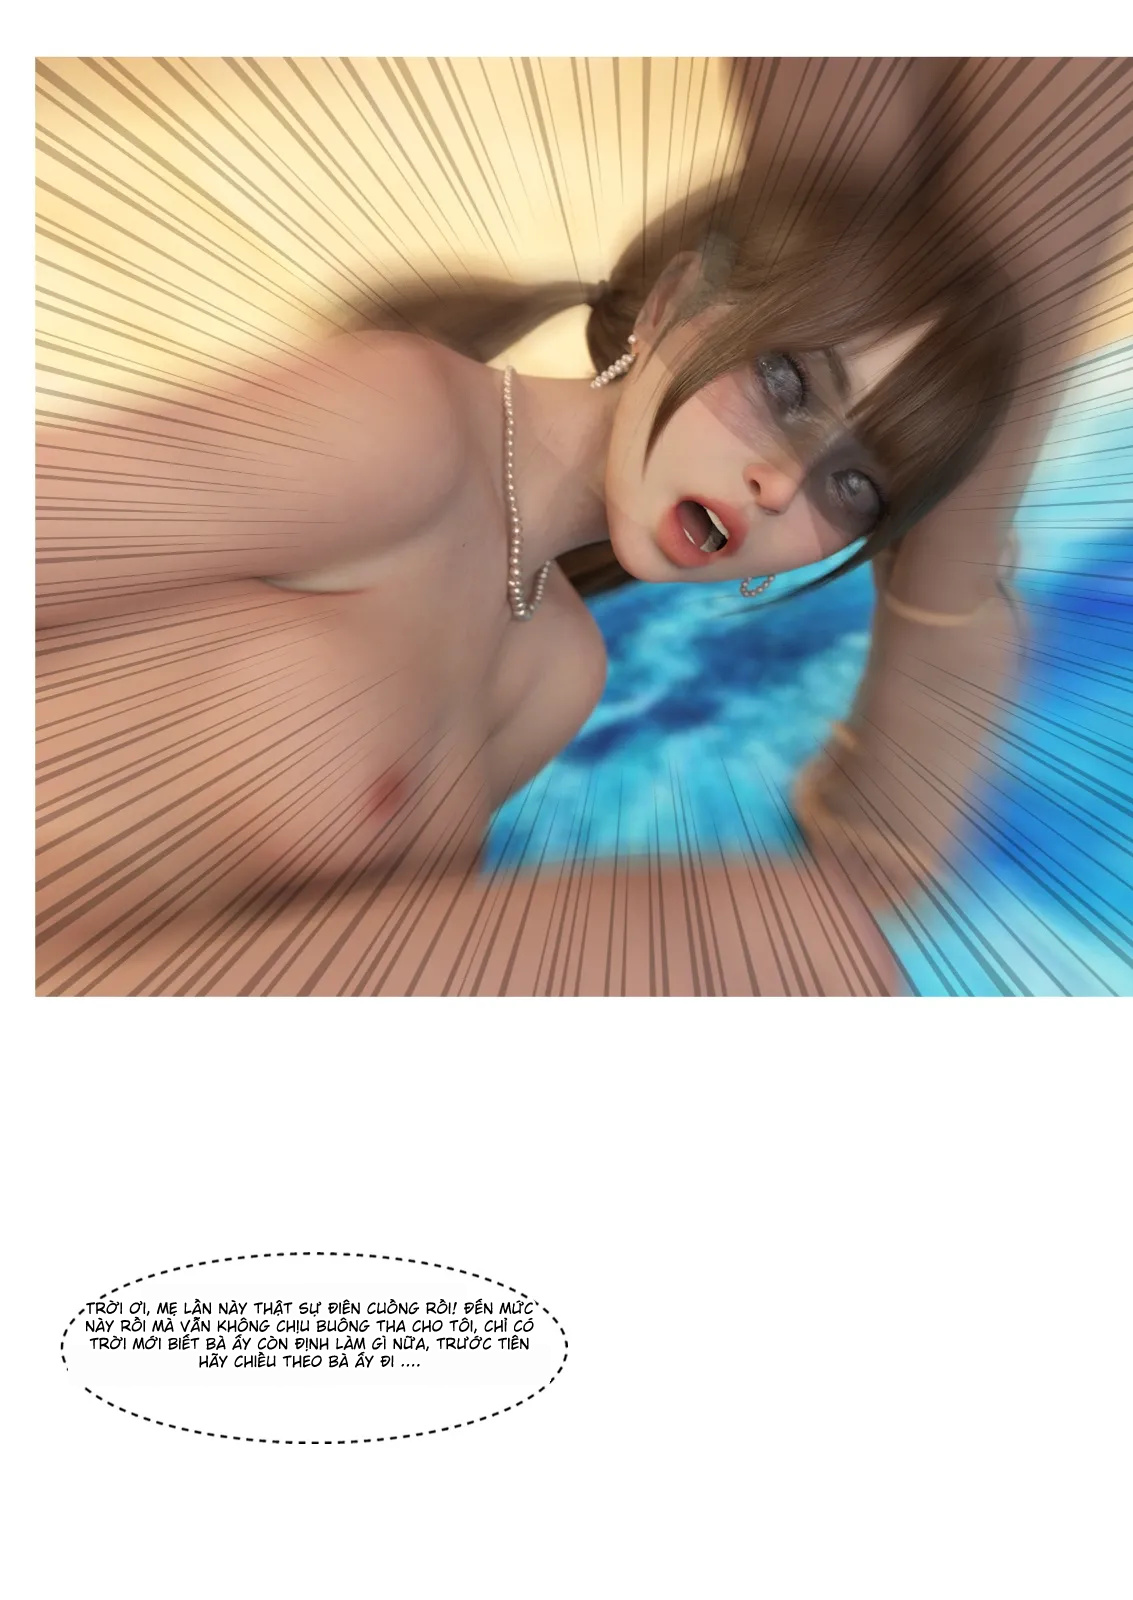 TRỜI ƠI, MẸ LẦN NÀY THẬT SỰ ĐIÊN CUỒNG RỒI! ĐẾN MỨC
NÀY RỒI MÀ VẪN KHÔNG CHỊU BUÔNG THA CHO TÔI, CHỈ CÓ
TRỜI MỚI BIẾT BÀ ẤY CÒN ĐỊNH LÀM GÌ NỮA, TRƯỚC TIÊN
HÃY CHIỀU THEO BÀ ẤY ĐI ....